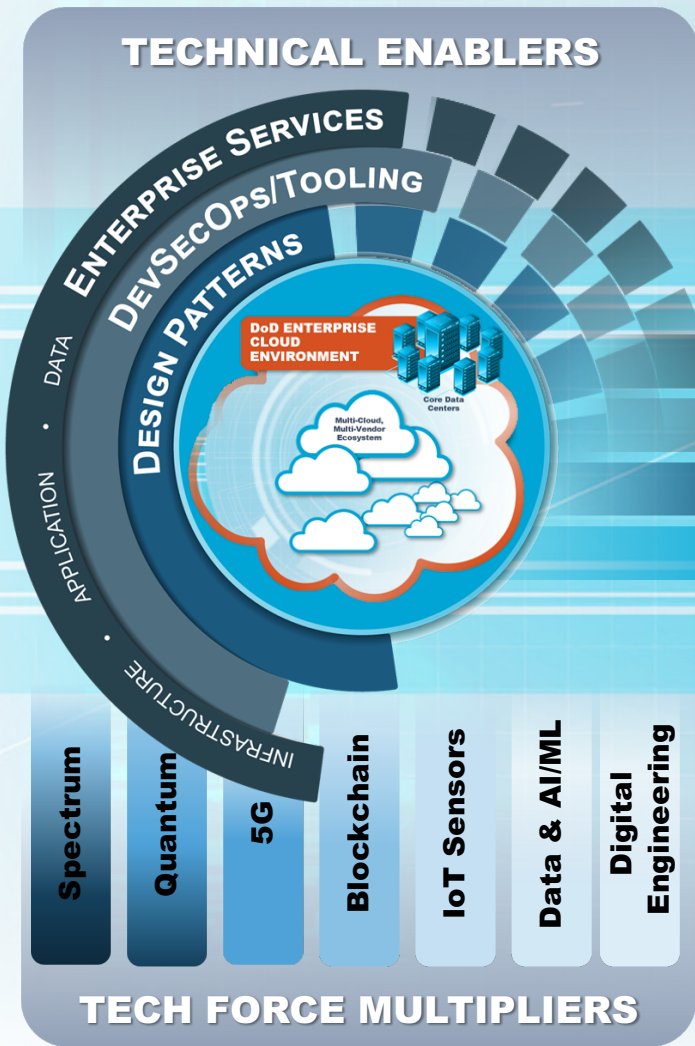 TECHNICAL ENABLERS
ENTERPRISE SERVICES
DEVSECOPS/TOOLING
DESIGN PATTERNS
DATA • APPLICATION • INFRASTRUCTURE
DoD ENTERPRISE
CLOUD
ENVIRONMENT
Core Data
Centers
Multi-Cloud,
Multi-Vendor
Ecosystem
Spectrum
Quantum
5G
Blockchain
IoT Sensors
Data & AI/ML
Digital
Engineering
TECH FORCE MULTIPLIERS